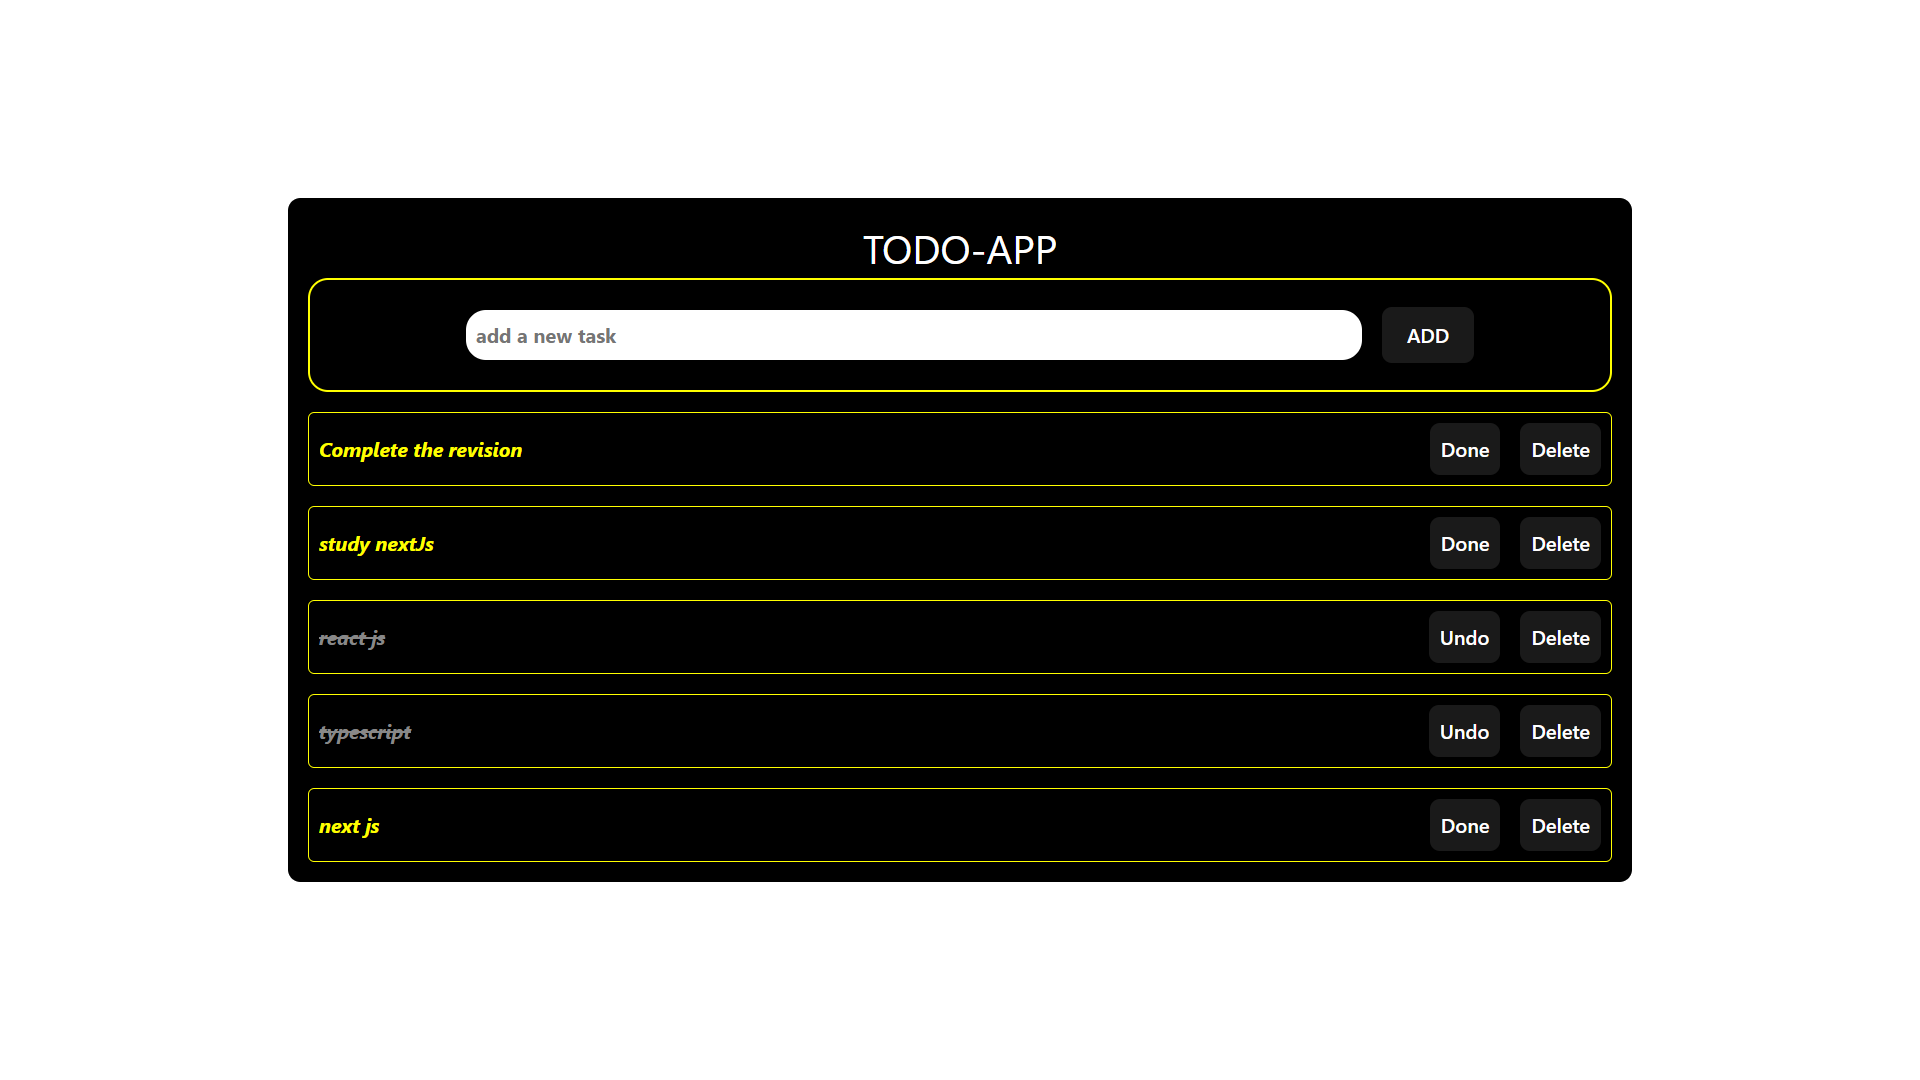 TODO-APP
add a new task ADD
Complete the revision Done Delete
study nextJs Done Delete
react js Undo Delete
typescript Undo Delete
next js Done Delete